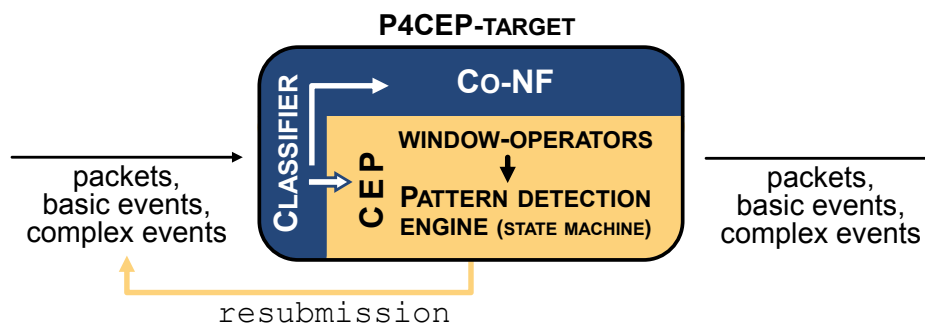 P4CEP-TARGET
CLASSIFIER
CO-NF
CEP
WINDOW-OPERATORS
PATTERN DETECTION
ENGINE (STATE MACHINE)
packets,
basic events,
complex events
packets,
basic events,
complex events
resubmission